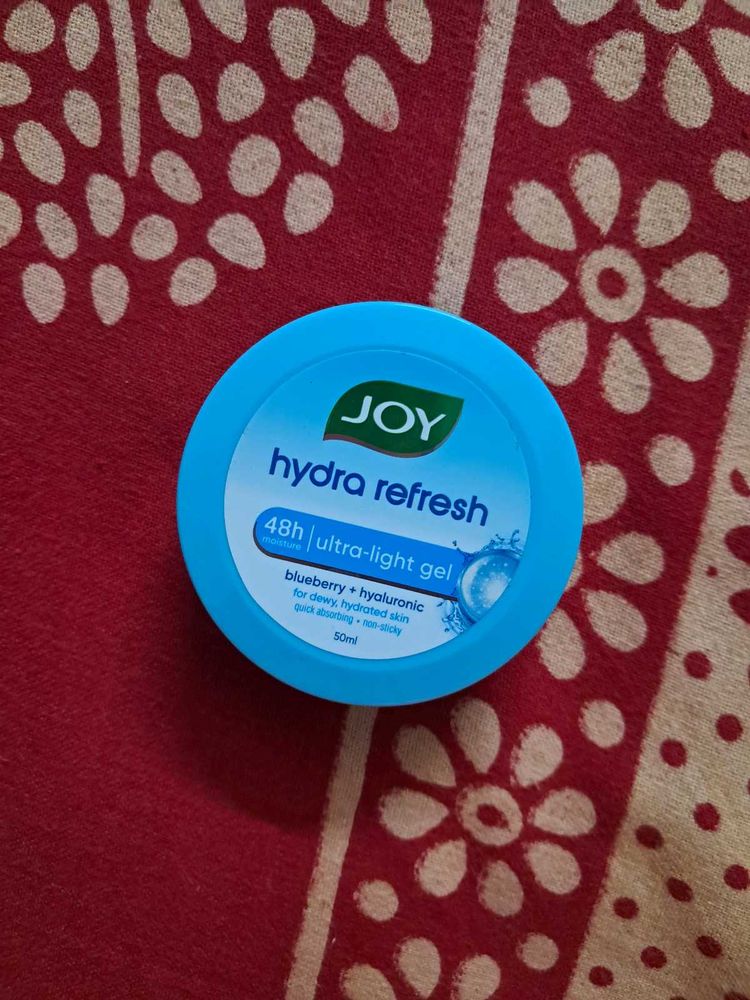 JOY
hydra refresh
48h moisture | ultra-light gel
blueberry + hyaluronic
for dewy, hydrated skin
quick absorbing • non-sticky
50ml